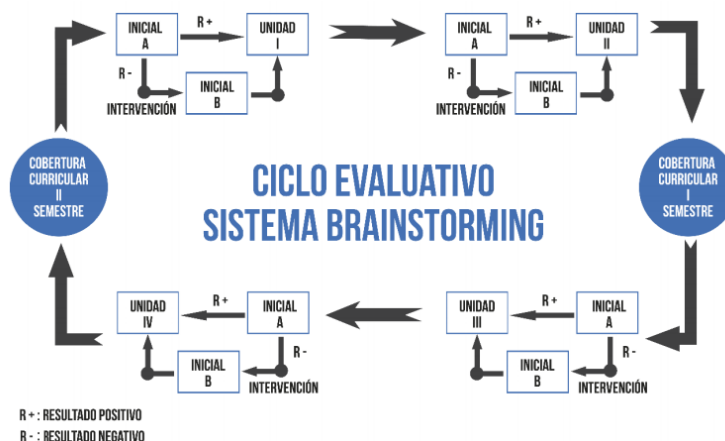 INICIAL
A
R +
UNIDAD
I
R -
INTERVENCIÓN
INICIAL
B
INICIAL
A
R +
UNIDAD
II
R -
INTERVENCIÓN
INICIAL
B
COBERTURA
CURRICULAR
II
SEMESTRE
CICLO EVALUATIVO
SISTEMA BRAINSTORMING
COBERTURA
CURRICULAR
I
SEMESTRE
UNIDAD
IV
R +
INICIAL
A
R -
INICIAL
B
INTERVENCIÓN
UNIDAD
III
R +
INICIAL
A
R -
INICIAL
B
INTERVENCIÓN
R + : RESULTADO POSITIVO
R - : RESULTADO NEGATIVO